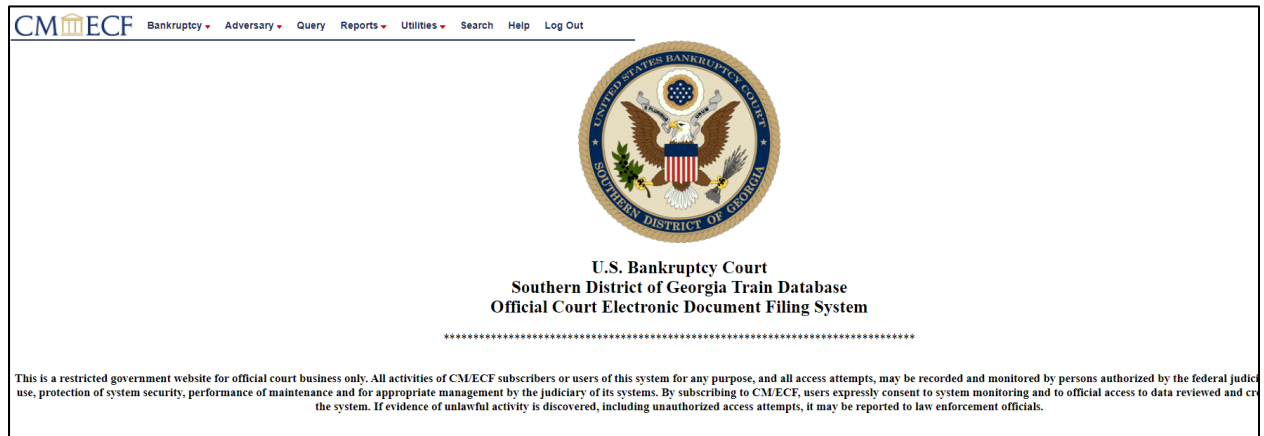 CM ECF Bankruptcy Adversary Query Reports Utilities Search Help Log Out
UNITED STATES BANKRUPTCY COURT
E PLURIBUS UNUM
SOUTHERN DISTRICT OF GEORGIA
U.S. Bankruptcy Court
Southern District of Georgia Train Database
Official Court Electronic Document Filing System
********************************************************************************
This is a restricted government website for official court business only. All activities of CM/ECF subscribers or users of this system for any purpose, and all access attempts, may be recorded and monitored by persons authorized by the federal judici
use, protection of system security, performance of maintenance and for appropriate management by the judiciary of its systems. By subscribing to CM/ECF, users expressly consent to system monitoring and to official access to data reviewed and cre
the system. If evidence of unlawful activity is discovered, including unauthorized access attempts, it may be reported to law enforcement officials.